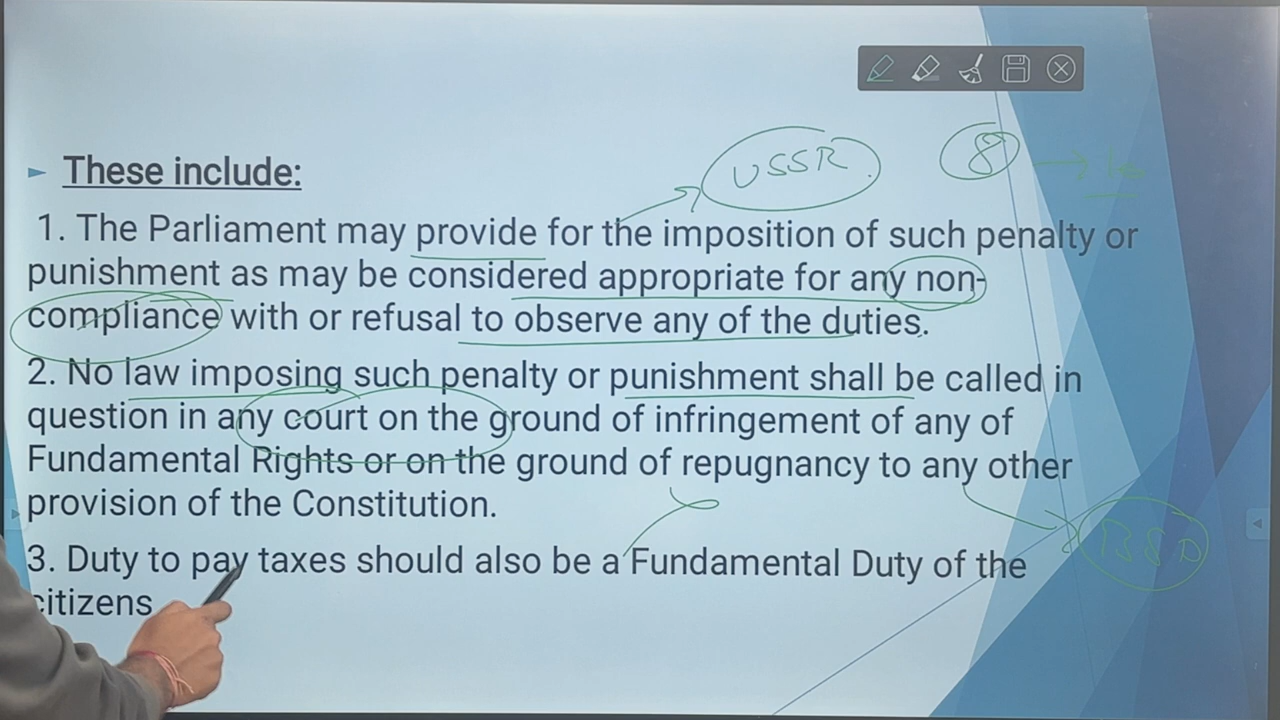 These include:
USSR
8 → 10
1. The Parliament may provide for the imposition of such penalty or
punishment as may be considered appropriate for any non-
compliance with or refusal to observe any of the duties.
2. No law imposing such penalty or punishment shall be called in
question in any court on the ground of infringement of any of
Fundamental Rights or on the ground of repugnancy to any other
provision of the Constitution.
3. Duty to pay taxes should also be a Fundamental Duty of the
citizens